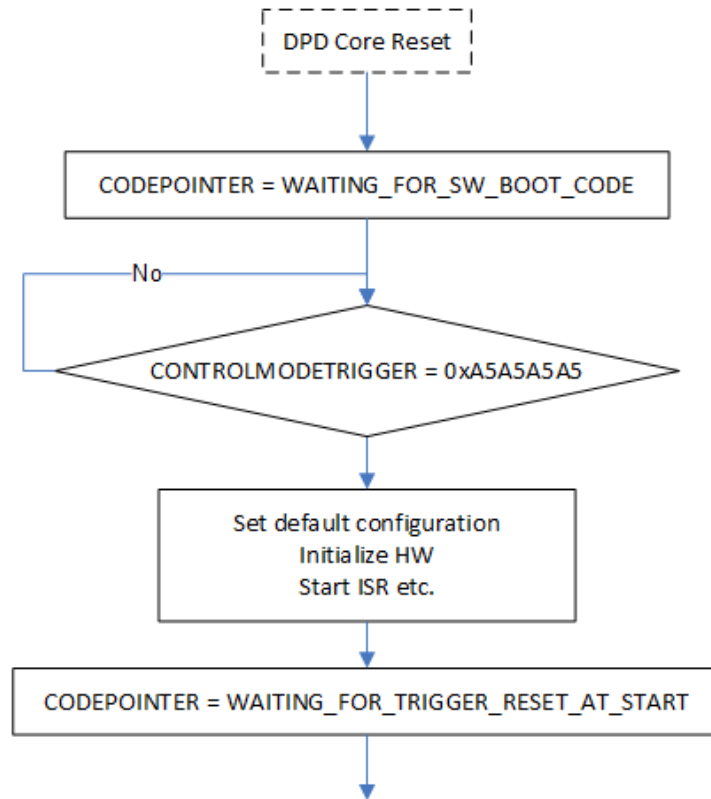 DPD Core Reset
CODEPOINTER = WAITING_FOR_SW_BOOT_CODE
No
CONTROLMODETRIGGER = 0xA5A5A5A5
Set default configuration
Initialize HW
Start ISR etc.
CODEPOINTER = WAITING_FOR_TRIGGER_RESET_AT_START